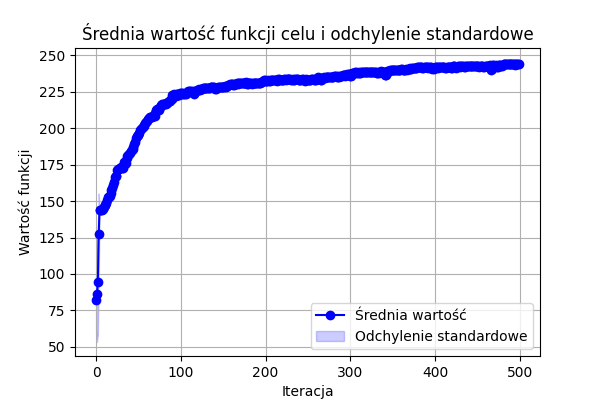 Średnia wartość funkcji celu i odchylenie standardowe
250
225
200
175
150
125
100
75
50
Wartość funkcji
0 100 200 300 400 500
Iteracja
Średnia wartość
Odchylenie standardowe